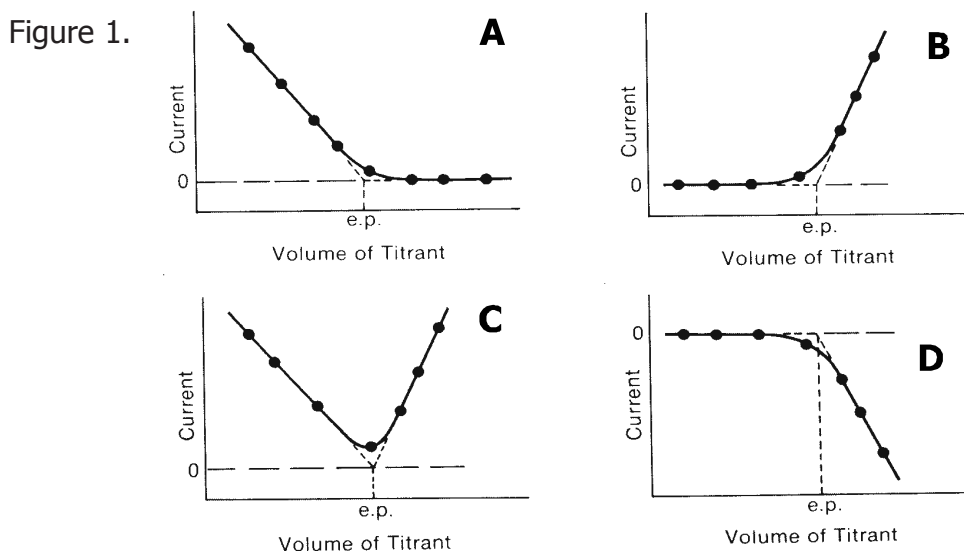 Figure 1.
A
Current
0
e.p.
Volume of Titrant
B
Current
0
e.p.
Volume of Titrant
C
Current
0
e.p.
Volume of Titrant
D
0
Current
e.p.
Volume of Titrant